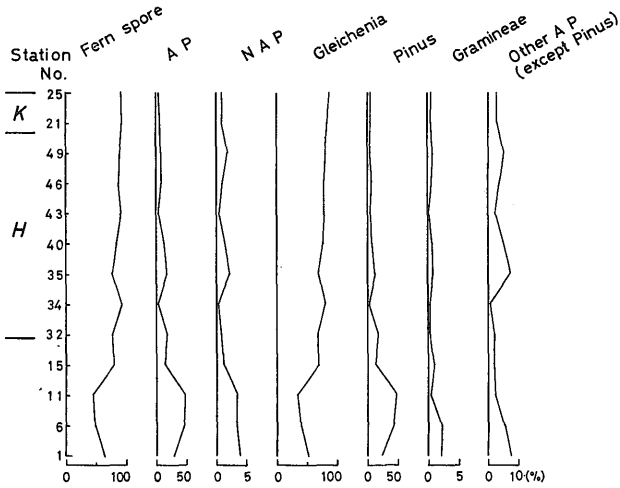 Fern spore
A P
N A P
Gleichenia
Pinus
Gramineae
Other A P
(except Pinus)
Station
No.
K
H
25
21
49
46
43
40
35
34
32
15
11
6
1
0 100
0 50
0 5
0 100
0 50
0 5
0 10 (%)